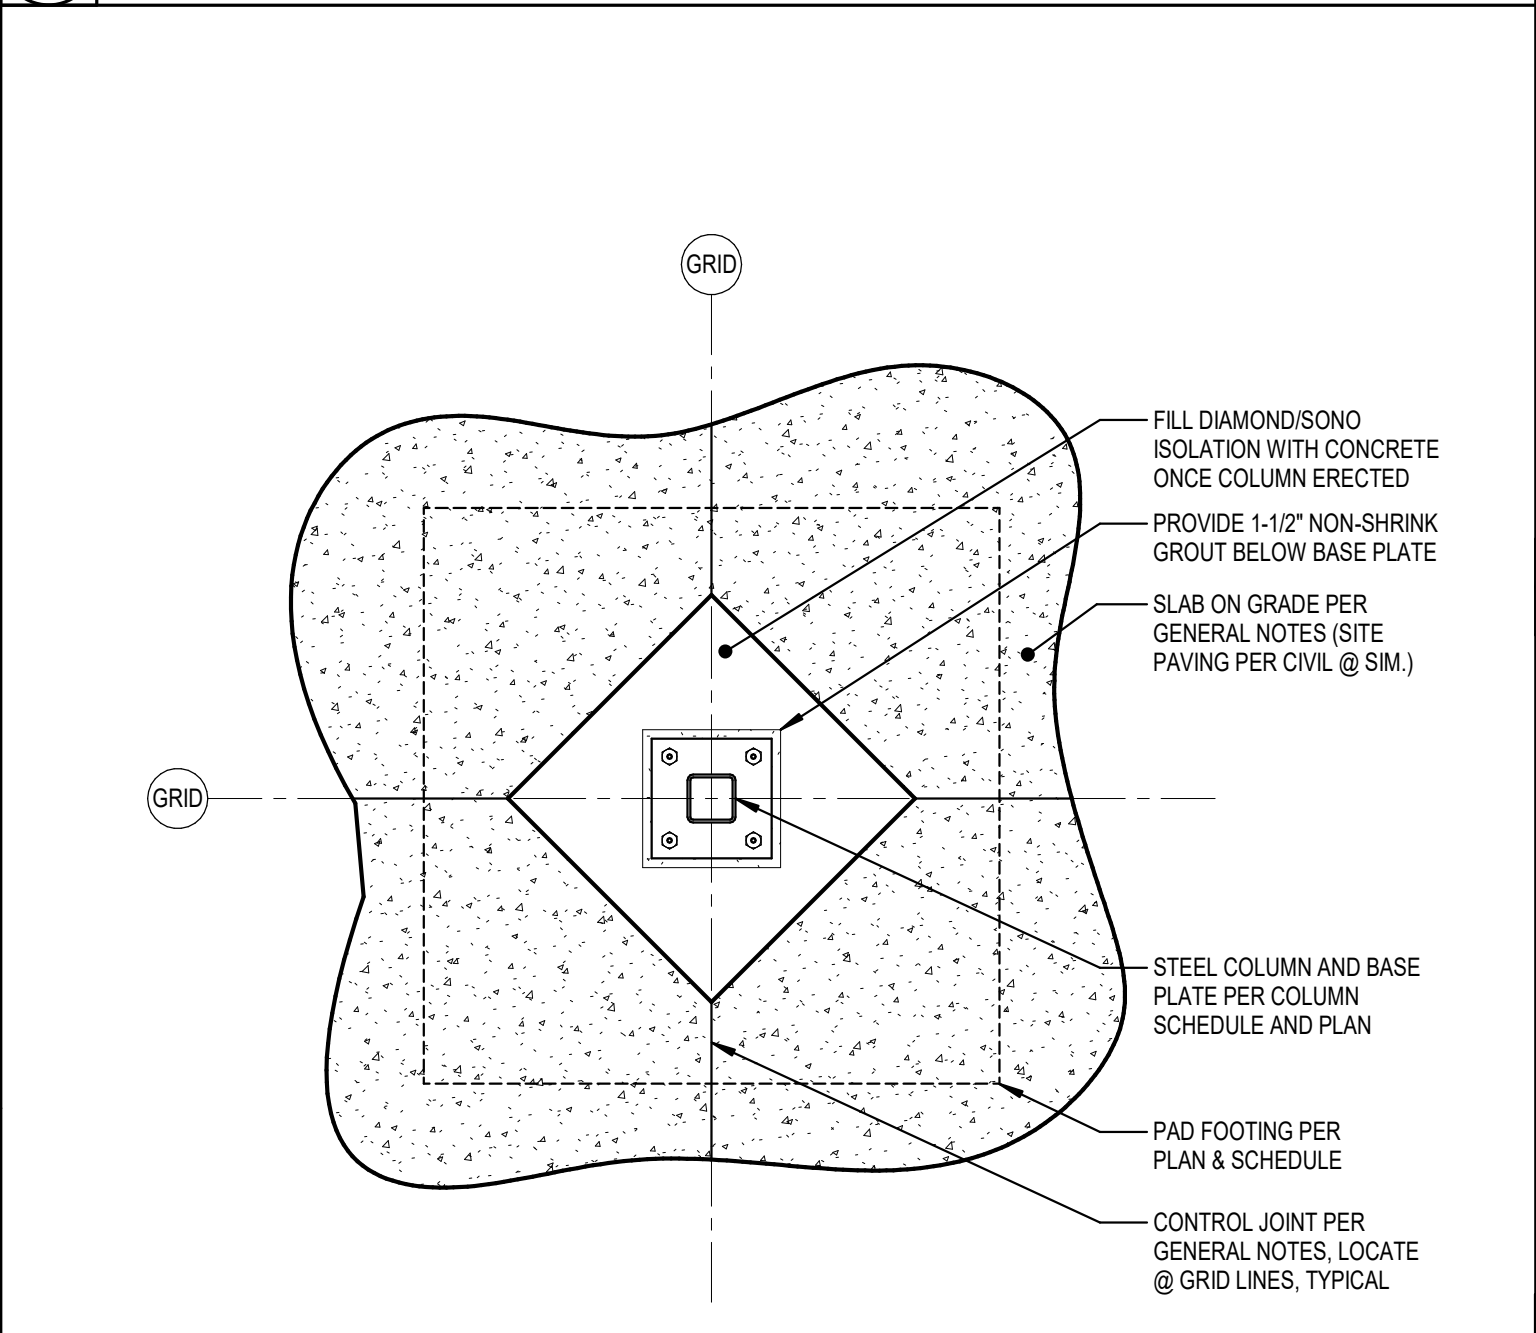 GRID
FILL DIAMOND/SONO
ISOLATION WITH CONCRETE
ONCE COLUMN ERECTED
PROVIDE 1-1/2" NON-SHRINK
GROUT BELOW BASE PLATE
SLAB ON GRADE PER
GENERAL NOTES (SITE
PAVING PER CIVIL @ SIM.)
GRID
STEEL COLUMN AND BASE
PLATE PER COLUMN
SCHEDULE AND PLAN
PAD FOOTING PER
PLAN & SCHEDULE
CONTROL JOINT PER
GENERAL NOTES, LOCATE
@ GRID LINES, TYPICAL